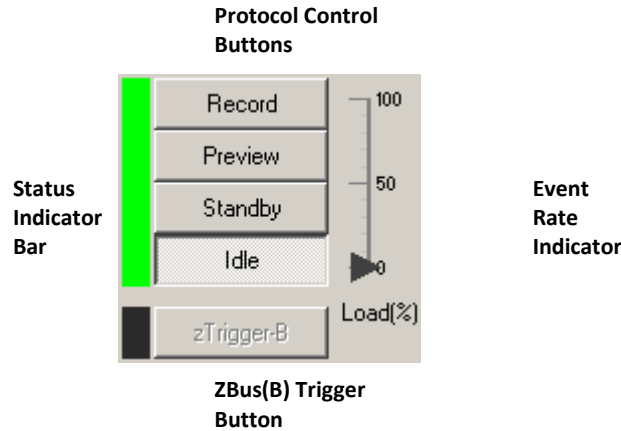 Protocol Control
Buttons
Record
100
Preview
Status
Indicator
Bar
50
Event
Rate
Indicator
Standby
Idle
0
Load(%)
zTrigger-B
ZBus(B) Trigger
Button